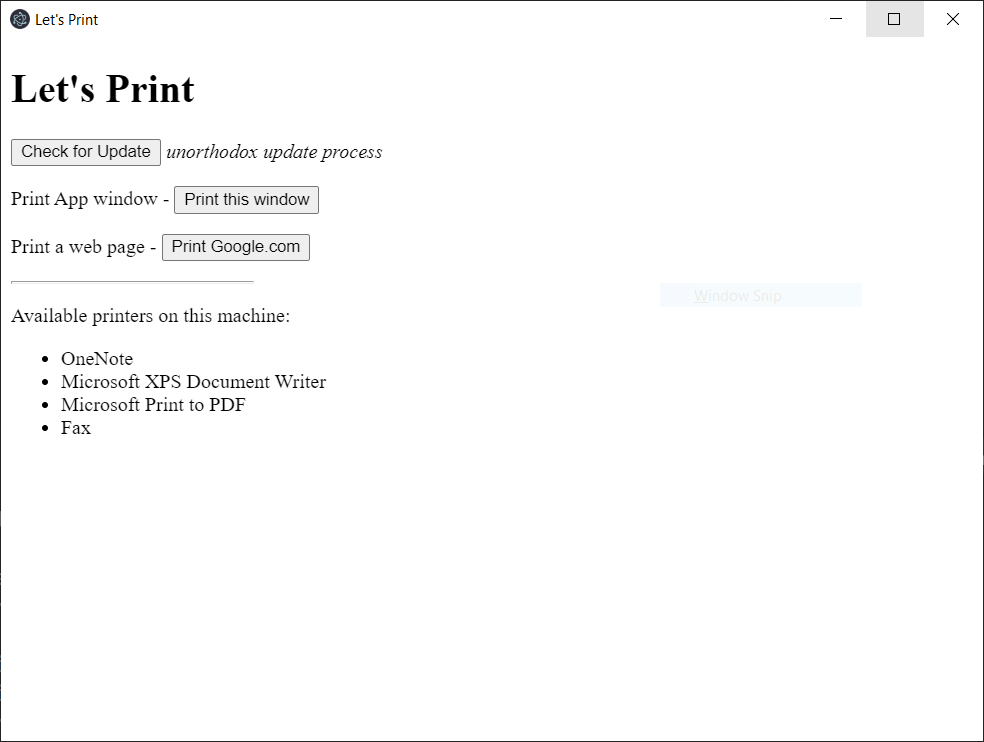 Let's Print
Let's Print
Check for Update unorthodox update process
Print App window - Print this window
Print a web page - Print Google.com
Window Snip
Available printers on this machine:
OneNote
Microsoft XPS Document Writer
Microsoft Print to PDF
Fax